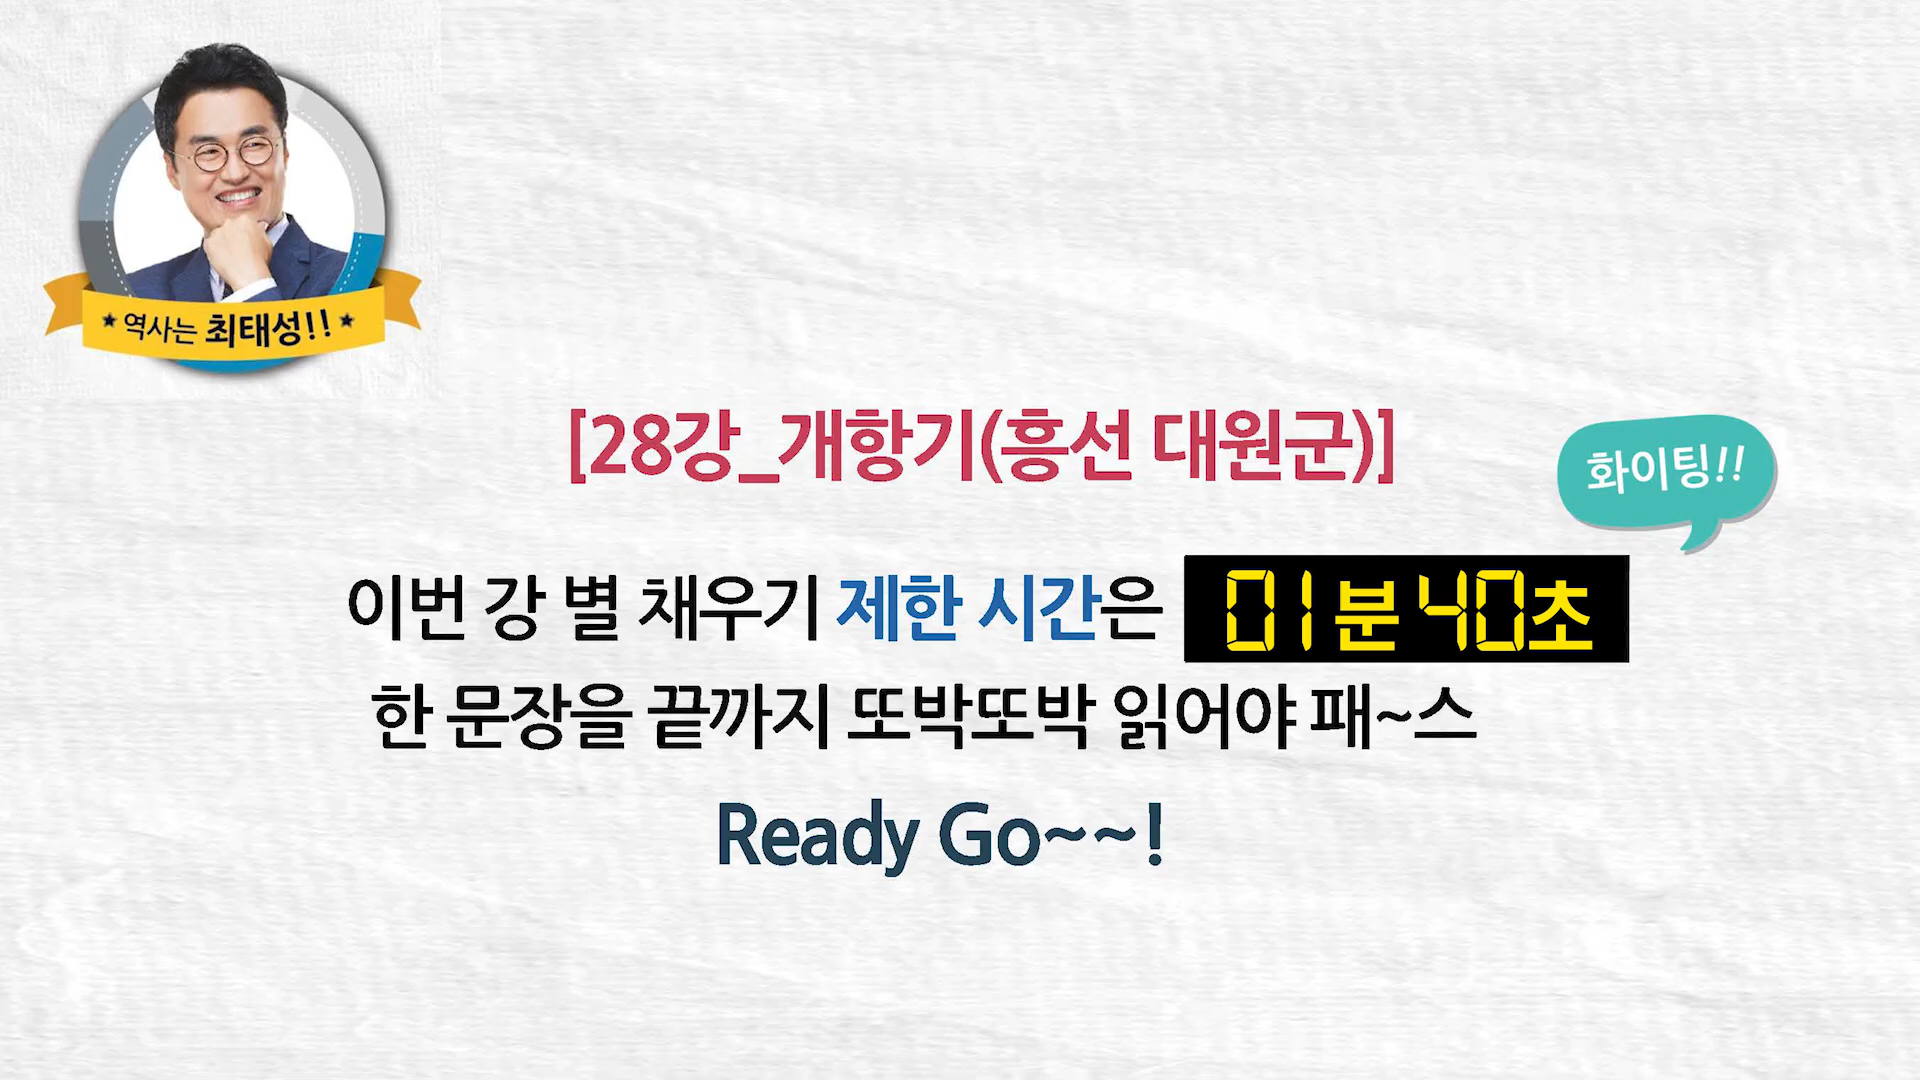 ★ 역사는 최태성!! ★
[28강_개항기(흥선 대원군)]
화이팅!!
이번 강 별 채우기 제한 시간은 01분 40초
한 문장을 끝까지 또박또박 읽어야 패~스
Ready Go~~!